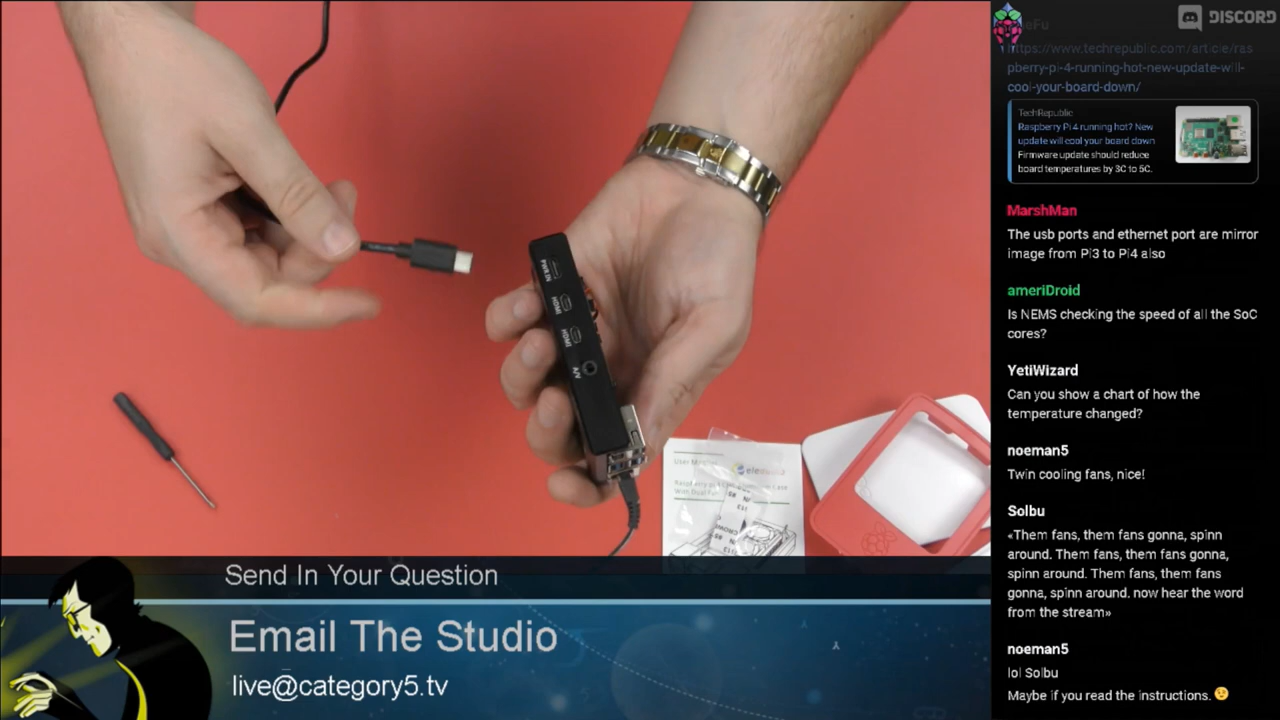 PWR IN
HDMI
HDMI
A/V
User Manual
Raspberry pi
With Dual Fan
Send In Your Question
Email The Studio
live@category5.tv
DISCORD
https://www.techrepublic.com/article/ras
pberry-pi-4-running-hot-new-update-will-
cool-your-board-down/
TechRepublic
Raspberry Pi 4 running hot? New
update will cool your board down
Firmware update should reduce
board temperatures by 3C to 5C.
MarshMan
The usb ports and ethernet port are mirror
image from Pi3 to Pi4 also
ameriDroid
Is NEMS checking the speed of all the SoC
cores?
YetiWizard
Can you show a chart of how the
temperature changed?
noeman5
Twin cooling fans, nice!
Solbu
«Them fans, them fans gonna, spinn
around. Them fans, them fans gonna,
spinn around. Them fans, them fans
gonna, spinn around. now hear the word
from the stream»
noeman5
lol Solbu
Maybe if you read the instructions.